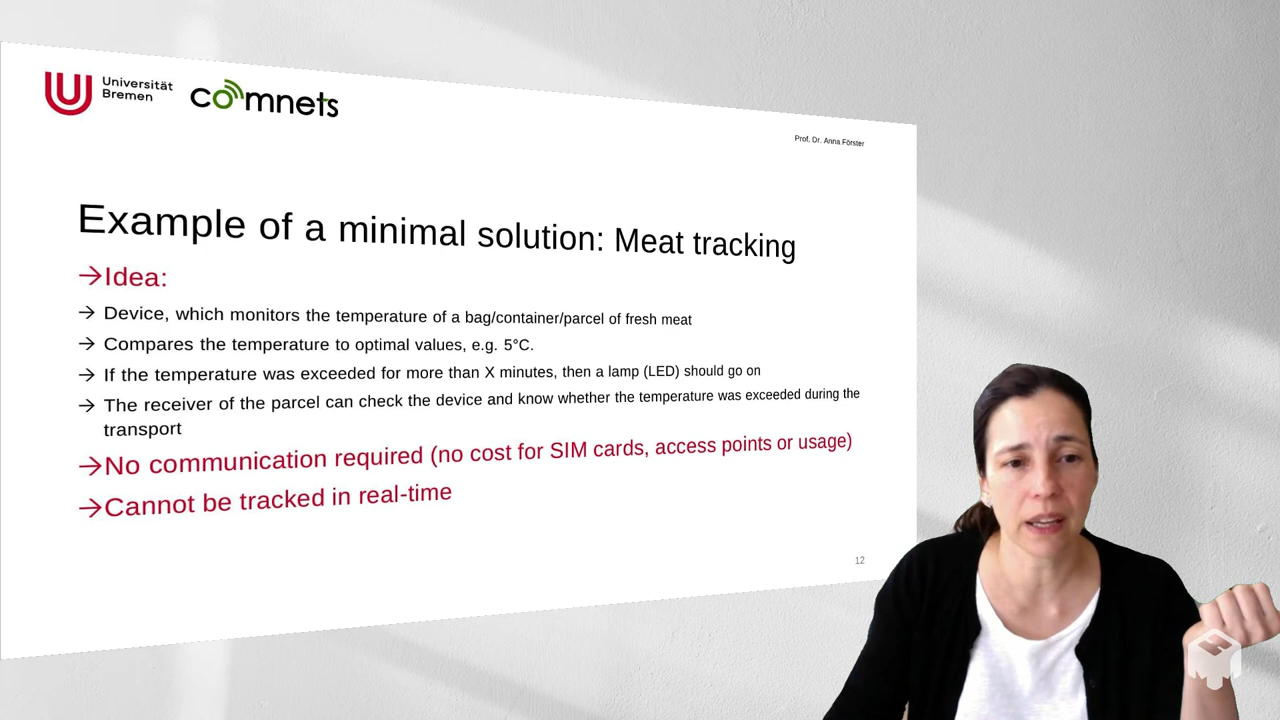 Universität
Bremen
comnets
Prof. Dr. Anna Förster
Example of a minimal solution: Meat tracking
→Idea:
→ Device, which monitors the temperature of a bag/container/parcel of fresh meat
→ Compares the temperature to optimal values, e.g. 5°C.
→ If the temperature was exceeded for more than X minutes, then a lamp (LED) should go on
→ The receiver of the parcel can check the device and know whether the temperature was exceeded during the
transport
→No communication required (no cost for SIM cards, access points or usage)
→Cannot be tracked in real-time
12